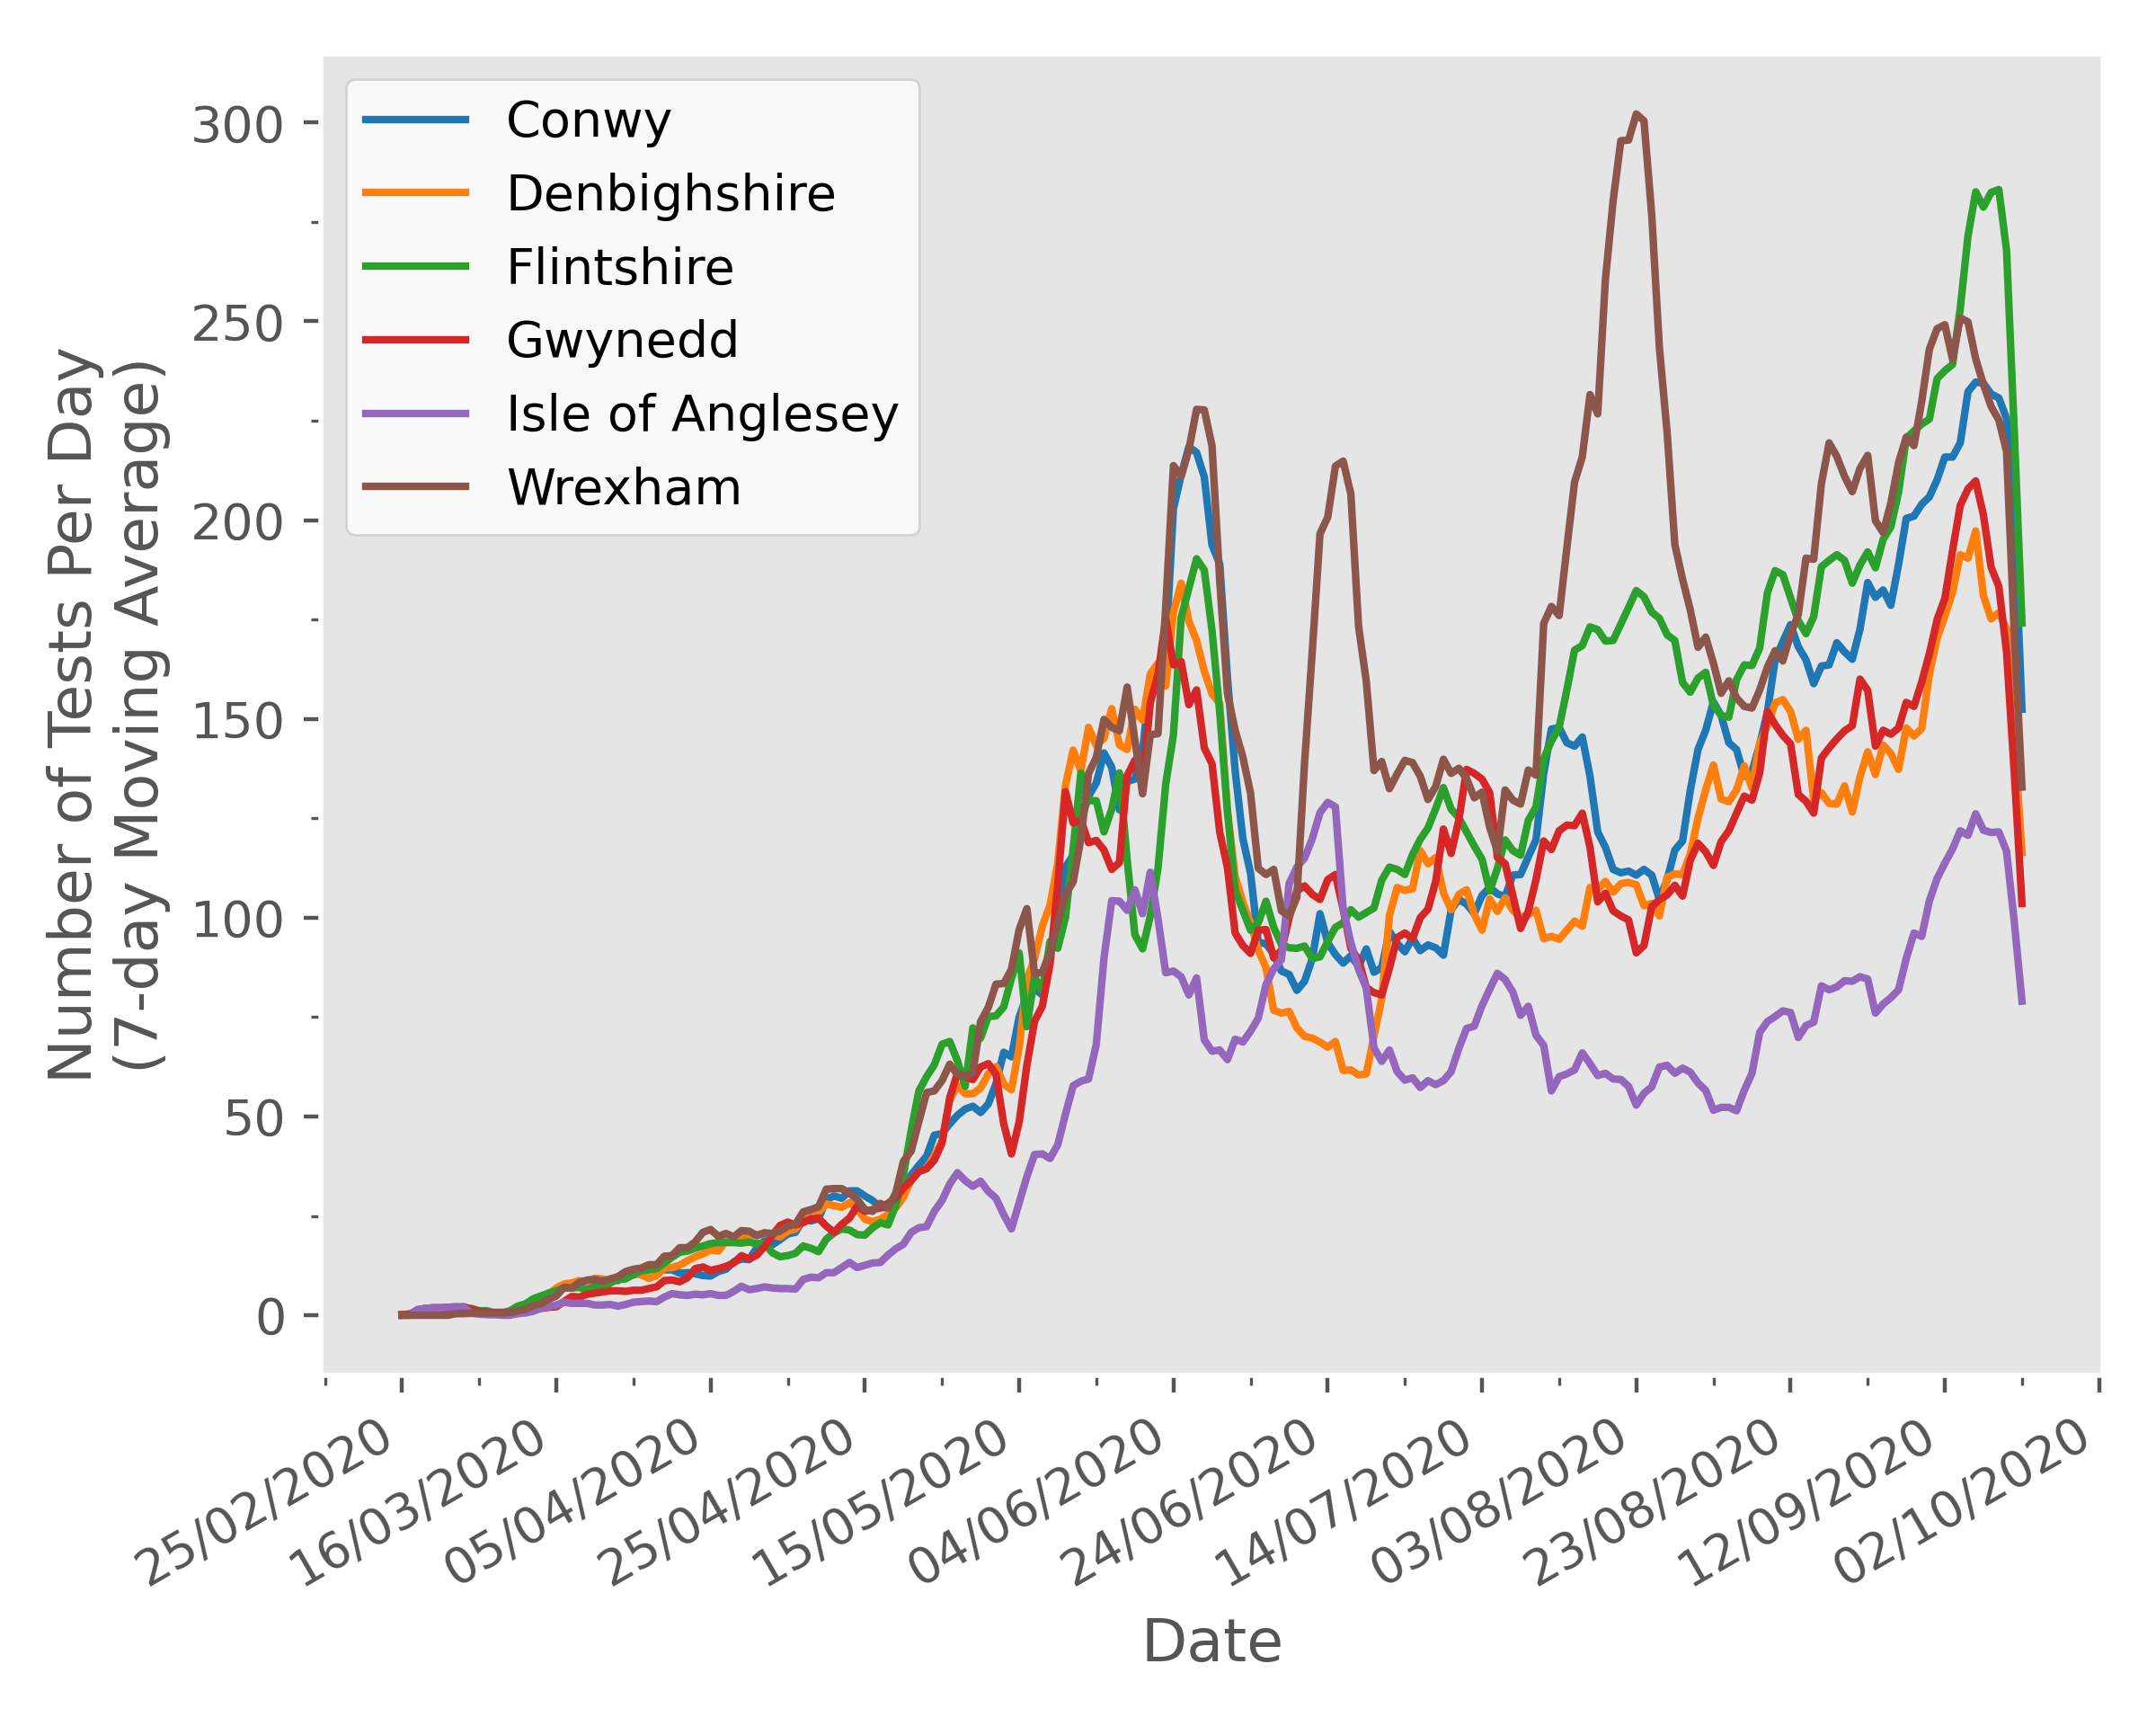 Number of Tests Per Day
(7-day Moving Average)
300
250
200
150
100
50
0
Conwy
Denbighshire
Flintshire
Gwynedd
Isle of Anglesey
Wrexham
25/02/2020
16/03/2020
05/04/2020
25/04/2020
15/05/2020
04/06/2020
24/06/2020
14/07/2020
03/08/2020
23/08/2020
12/09/2020
02/10/2020
Date